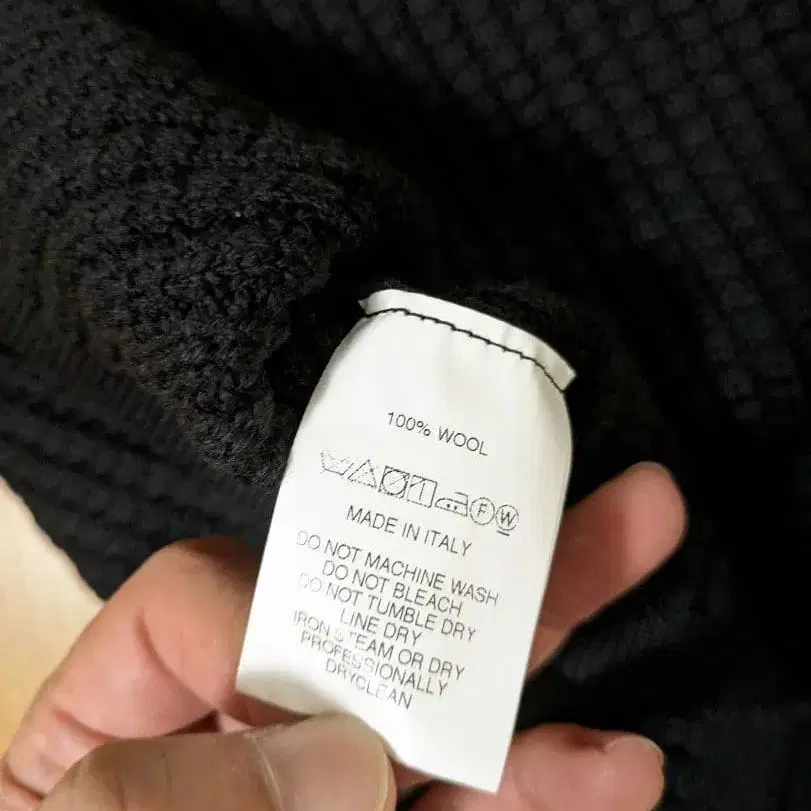 100% WOOL
F W
MADE IN ITALY
DO NOT MACHINE WASH
DO NOT BLEACH
DO NOT TUMBLE DRY
LINE DRY
IRON STEAM OR DRY
PROFESSIONALLY
DRYCLEAN